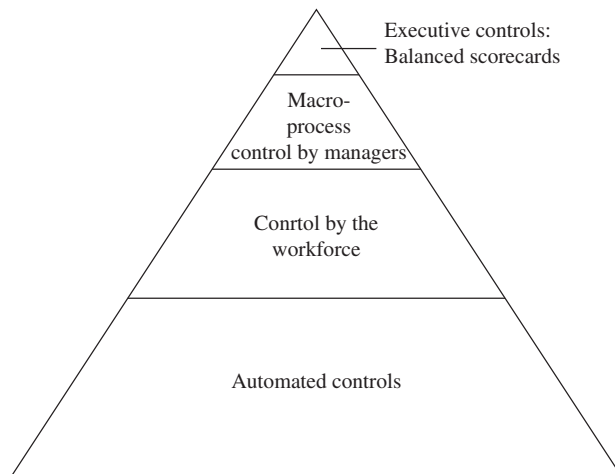 Executive controls:
Balanced scorecards
Macro-
process
control by managers
Conrtol by the
workforce
Automated controls